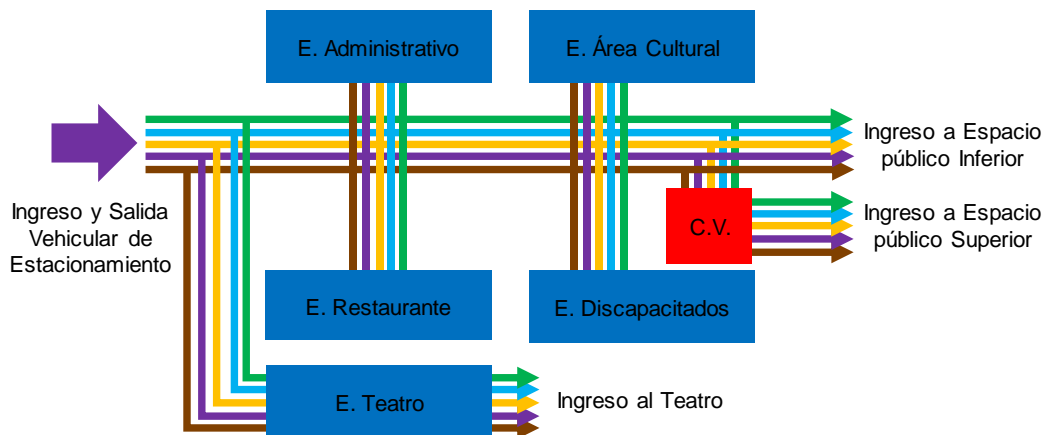 E. Administrativo
E. Área Cultural
Ingreso a Espacio
público Inferior
Ingreso y Salida
Vehicular de
Estacionamiento
C.V.
Ingreso a Espacio
público Superior
E. Restaurante
E. Discapacitados
E. Teatro
Ingreso al Teatro